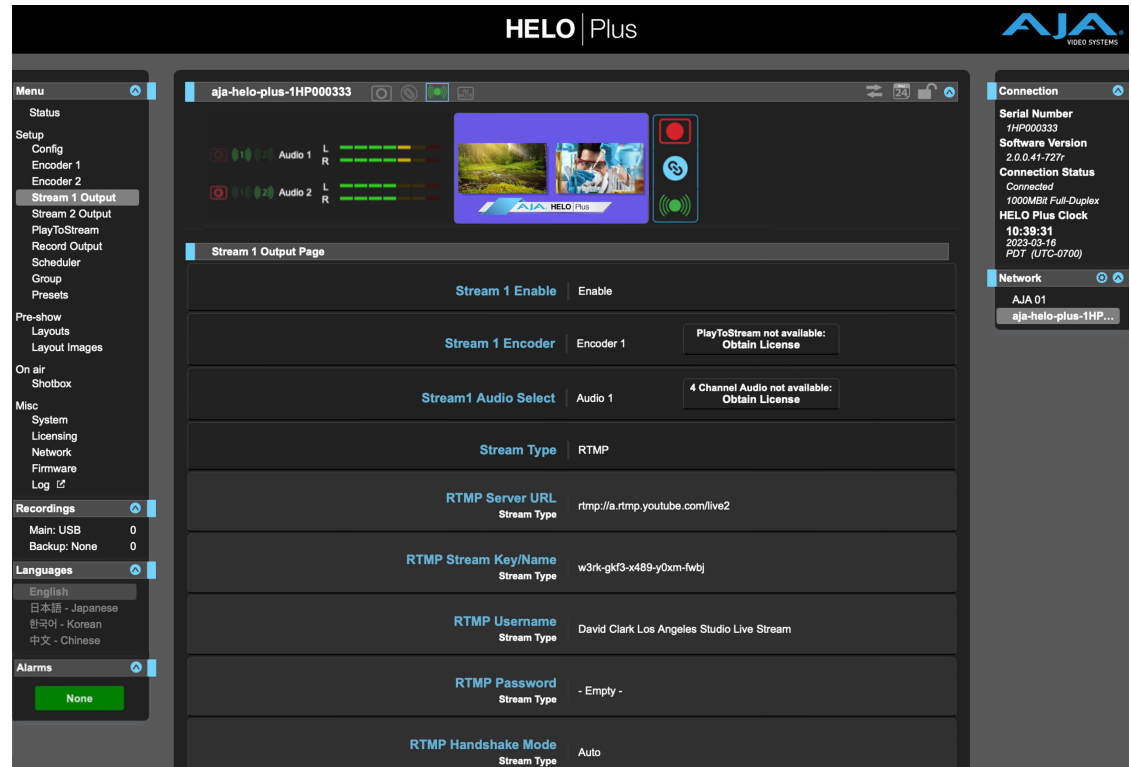 HELO | Plus
AJA
VIDEO SYSTEMS
Menu
Status
Setup
Config
Encoder 1
Encoder 2
Stream 1 Output
Stream 2 Output
PlayToStream
Record Output
Scheduler
Group
Presets
Pre-show
Layouts
Layout Images
On air
Shotbox
Misc
System
Licensing
Network
Firmware
Log
Recordings
Main: USB 0
Backup: None 0
Languages
English
日本語 - Japanese
한국어 - Korean
中文 - Chinese
Alarms
None
aja-helo-plus-1HP000333
24
1 2 Audio 1 L
R
1 2 Audio 2 L
R
AJA HELO | Plus
Stream 1 Output Page
Stream 1 Enable Enable
Stream 1 Encoder Encoder 1
PlayToStream not available:
Obtain License
Stream1 Audio Select Audio 1
4 Channel Audio not available:
Obtain License
Stream Type RTMP
RTMP Server URL
Stream Type
rtmp://a.rtmp.youtube.com/live2
RTMP Stream Key/Name
Stream Type
w3rk-gkf3-x489-y0xm-fwbj
RTMP Username
Stream Type
David Clark Los Angeles Studio Live Stream
RTMP Password
Stream Type
- Empty -
RTMP Handshake Mode
Stream Type
Auto
Connection
Serial Number
1HP000333
Software Version
2.0.0.41-727r
Connection Status
Connected
1000MBit Full-Duplex
HELO Plus Clock
10:39:31
2023-03-16
PDT (UTC-0700)
Network
AJA 01
aja-helo-plus-1HP...